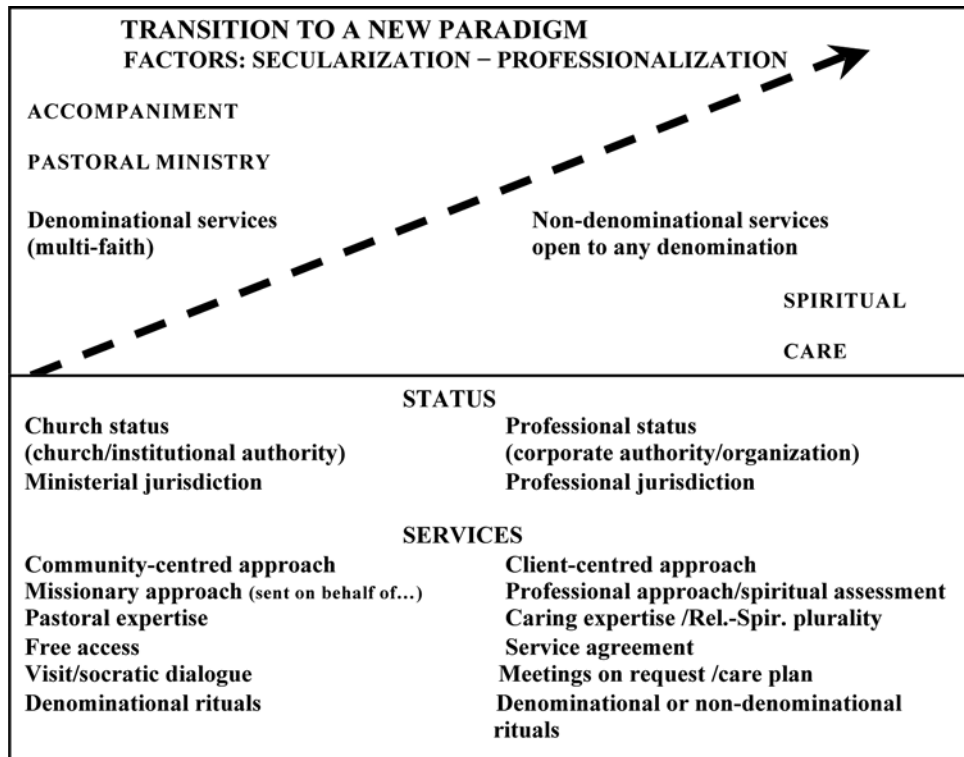 TRANSITION TO A NEW PARADIGM
FACTORS: SECULARIZATION – PROFESSIONALIZATION
ACCOMPANIMENT
PASTORAL MINISTRY
Denominational services
(multi-faith)
Non-denominational services
open to any denomination
SPIRITUAL
CARE
STATUS
Church status
(church/institutional authority)
Ministerial jurisdiction
Professional status
(corporate authority/organization)
Professional jurisdiction
SERVICES
Community-centred approach
Missionary approach (sent on behalf of…)
Pastoral expertise
Free access
Visit/socratic dialogue
Denominational rituals
Client-centred approach
Professional approach/spiritual assessment
Caring expertise /Rel.-Spir. plurality
Service agreement
Meetings on request /care plan
Denominational or non-denominational
rituals